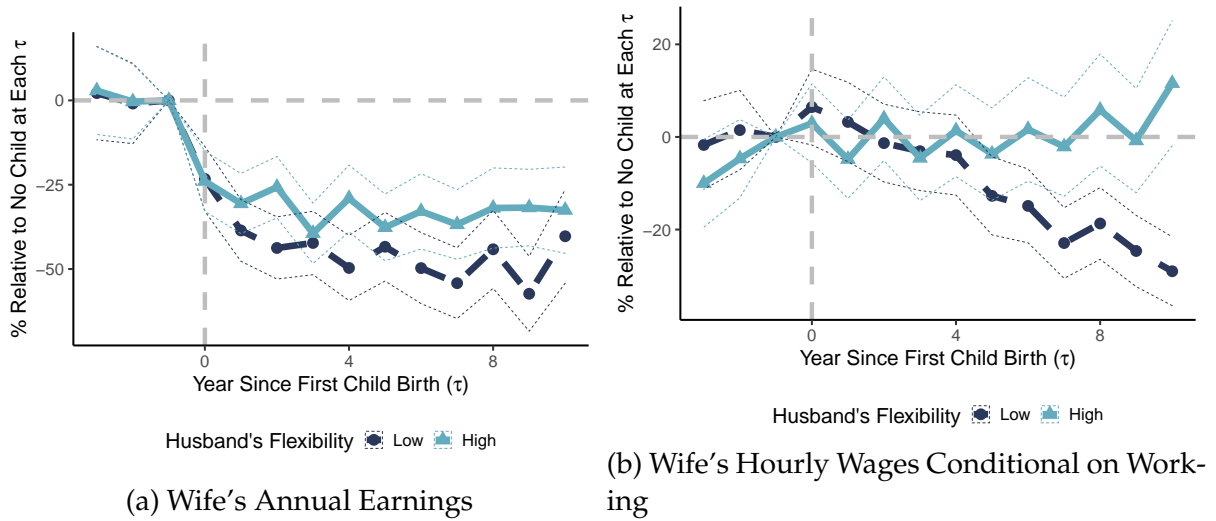 % Relative to No Child at Each τ
0
−25
−50
0
4
8
Year Since First Child Birth (τ)
Husband's Flexibility Low High
(a) Wife's Annual Earnings
% Relative to No Child at Each τ
20
0
−20
0
4
8
Year Since First Child Birth (τ)
Husband's Flexibility Low High
(b) Wife's Hourly Wages Conditional on Work-
ing